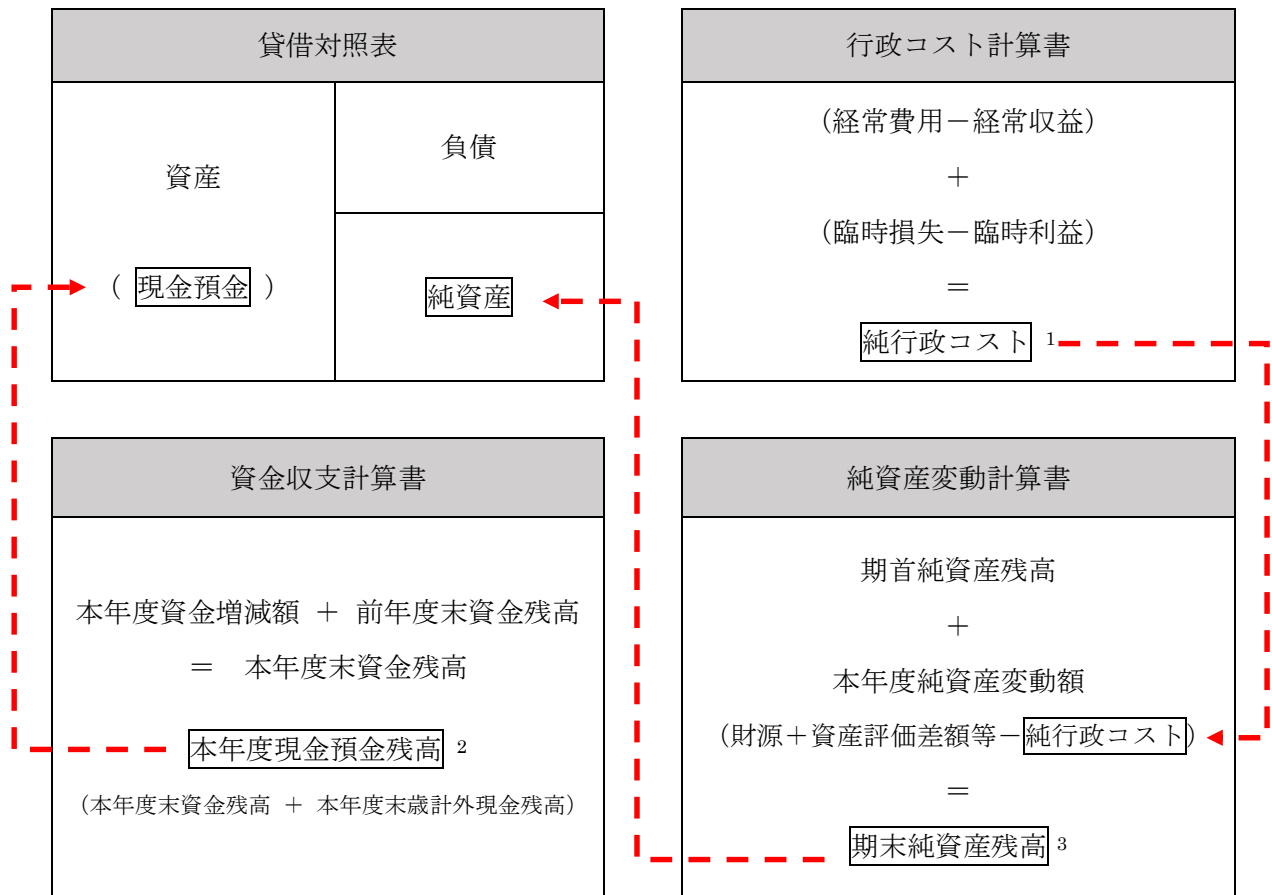 貸借対照表
資産
( 現金預金 )
負債
純資産
行政コスト計算書
(経常費用－経常収益)
＋
(臨時損失－臨時利益)
＝
純行政コスト 1
資金収支計算書
本年度資金増減額 ＋ 前年度末資金残高
＝ 本年度末資金残高
本年度現金預金残高 2
(本年度末資金残高 ＋ 本年度末歳計外現金残高)
純資産変動計算書
期首純資産残高
＋
本年度純資産変動額
(財源＋資産評価差額等－純行政コスト)
＝
期末純資産残高 3